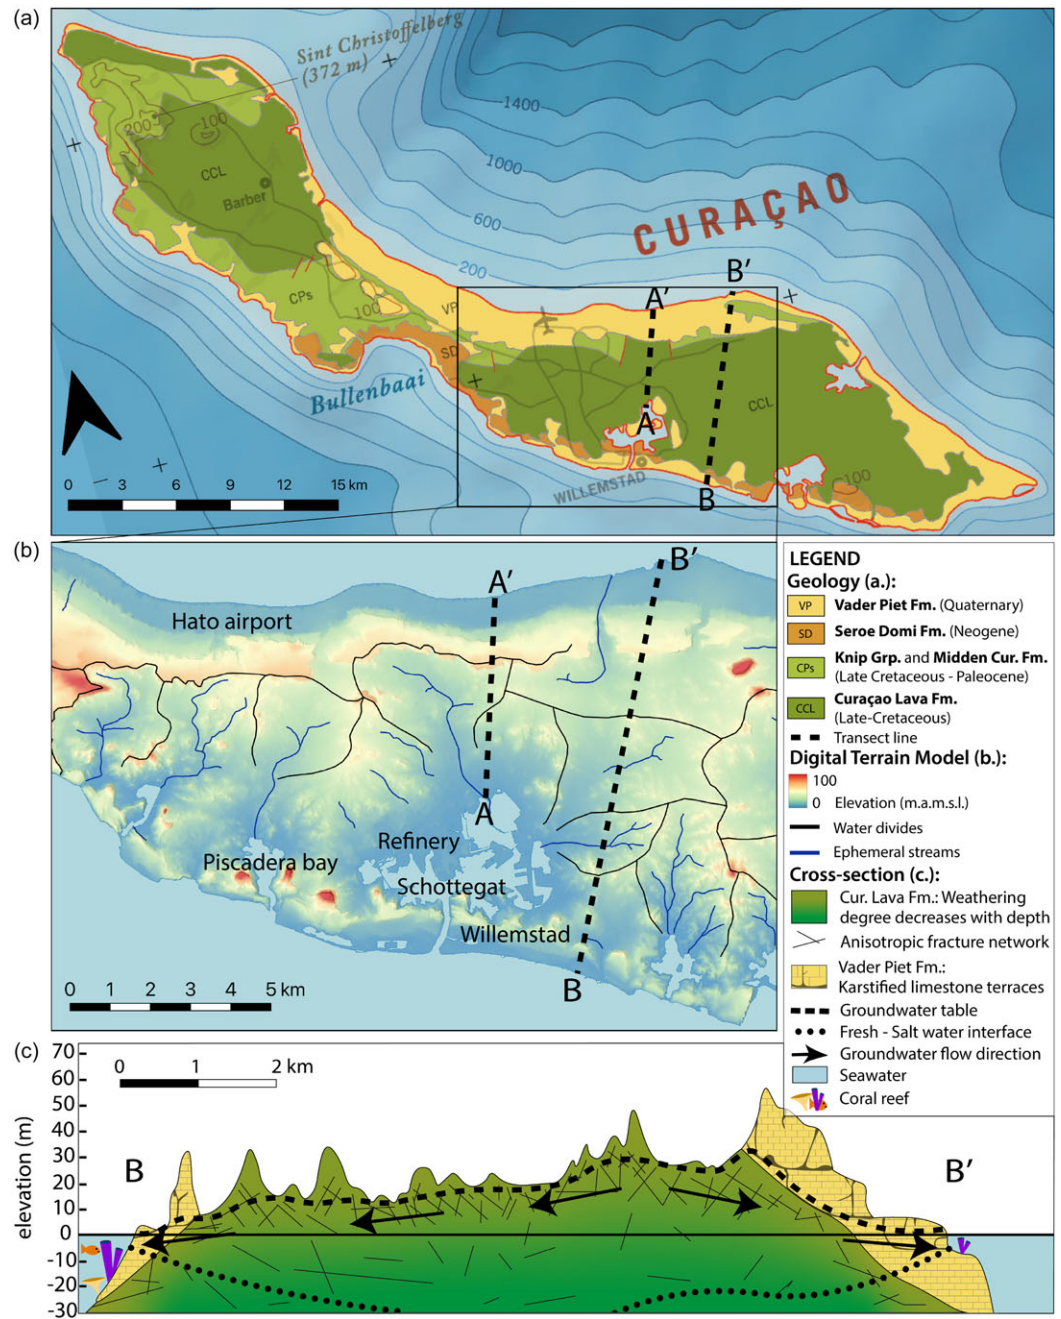 (a)
Sint Christoffelberg
(372 m)
1400
1000
600
200
CURAÇAO
200
100
CCL
Barber
CPs
100
VP
SD
Bullenbaai
A'
B'
A
B
CCL
100
WILLEMSTAD
0 3 6 9 12 15 km
(b)
Hato airport
A'
B'
A
Refinery
Piscadera bay
Schottegat
Willemstad
B
0 1 2 3 4 5 km
LEGEND
Geology (a.):
VP Vader Piet Fm. (Quaternary)
SD Seroe Domi Fm. (Neogene)
CPs Knip Grp. and Midden Cur. Fm.
(Late Cretaceous - Paleocene)
CCL Curaçao Lava Fm.
(Late-Cretaceous)
Transect line
Digital Terrain Model (b.):
100
0 Elevation (m.a.m.s.l.)
Water divides
Ephemeral streams
Cross-section (c.):
Cur. Lava Fm.: Weathering
degree decreases with depth
Anisotropic fracture network
Vader Piet Fm.:
Karstified limestone terraces
Groundwater table
Fresh - Salt water interface
Groundwater flow direction
Seawater
Coral reef
(c)
0 1 2 km
elevation (m)
70
60
50
40
30
20
10
0
-10
-20
-30
B
B'